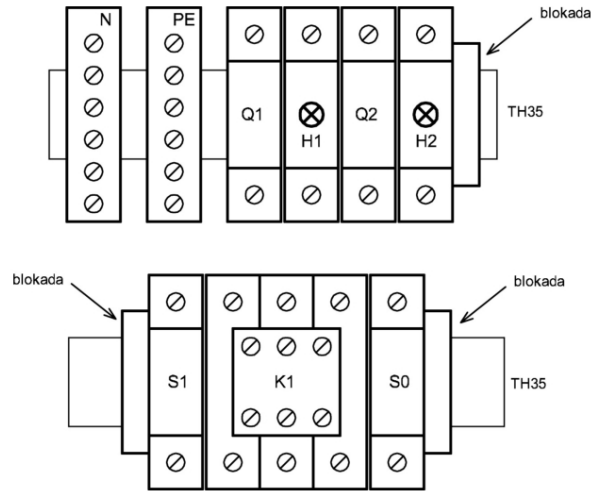 N PE blokada
Q1 H1 Q2 H2 TH35
blokada blokada
S1 K1 S0 TH35